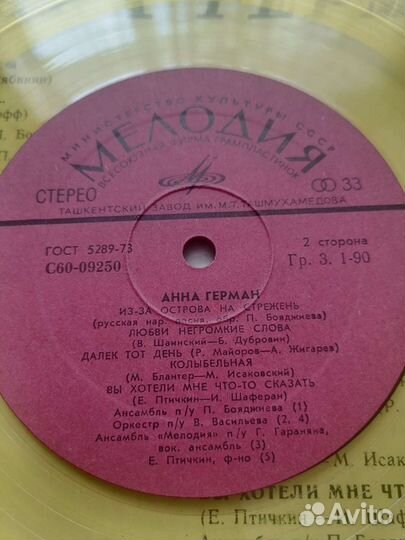 МИНИСТЕРСТВО КУЛЬТУРЫ СССР
МЕЛОДИЯ
ВСЕСОЮЗНАЯ ФИРМА ГРАМПЛАСТИНОК
СТЕРЕО
33
ТАШКЕНТСКИЙ ЗАВОД ИМ. М.Т. ТАШМУХАМЕДОВА
ГОСТ 5289-73
2 сторона
С60-09250
Гр. 3. 1-90
АННА ГЕРМАН
ИЗ-ЗА ОСТРОВА НА СТРЕЖЕНЬ
(русская нар. песня, обр. П. Бояджиева)
ЛЮБВИ НЕГРОМКИЕ СЛОВА
(В. Шаинский—Б. Дубровин)
ДАЛЕК ТОТ ДЕНЬ (Р. Майоров—А. Жигарев)
КОЛЫБЕЛЬНАЯ
(М. Блантер—М. Исаковский)
ВЫ ХОТЕЛИ МНЕ ЧТО-ТО СКАЗАТЬ
(Е. Птичкин—И. Шаферан)
Ансамбль п/у П. Бояджиева (1)
Оркестр п/у В. Васильева (2, 4)
Ансамбль «Мелодия» п/у Г. Гараняна,
вок. ансамбль (3)
Е. Птичкин, ф-но (5)
—М. Исак
ВЫ ХОТЕЛИ МНЕ ЧТ
(Е. Птичкин
Ансамбль п/у
Avito